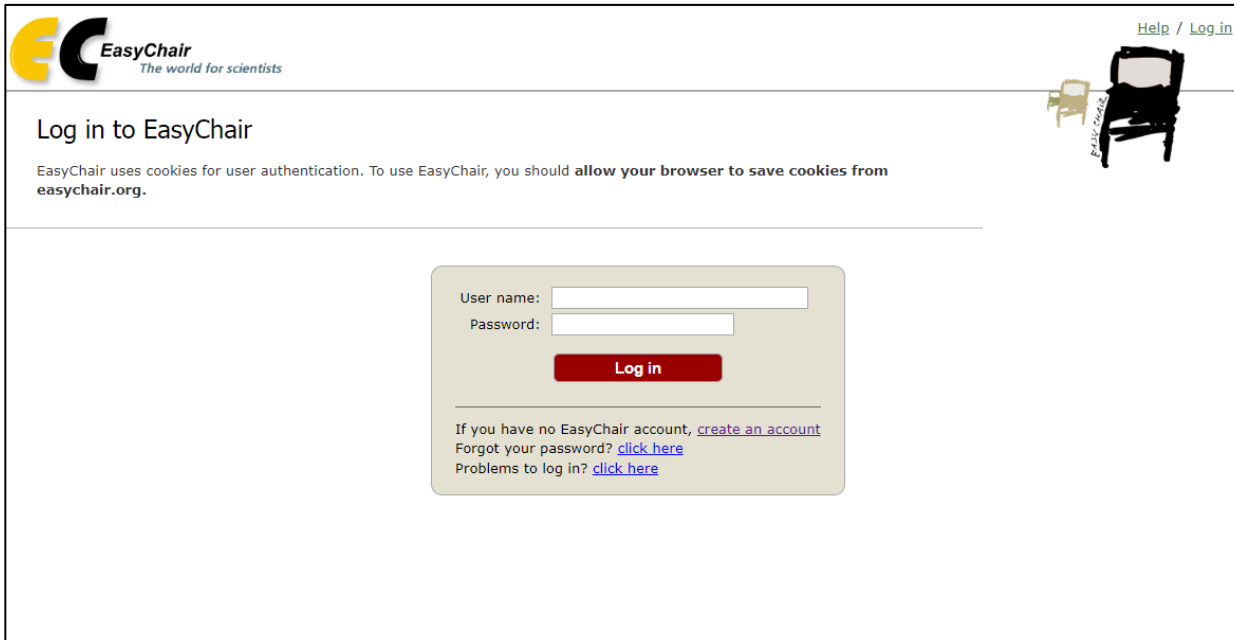 EC EasyChair
The world for scientists
Help / Log in
EASY CHAIR
Log in to EasyChair
EasyChair uses cookies for user authentication. To use EasyChair, you should allow your browser to save cookies from
easychair.org.
User name:
Password:
Log in
If you have no EasyChair account, create an account
Forgot your password? click here
Problems to log in? click here